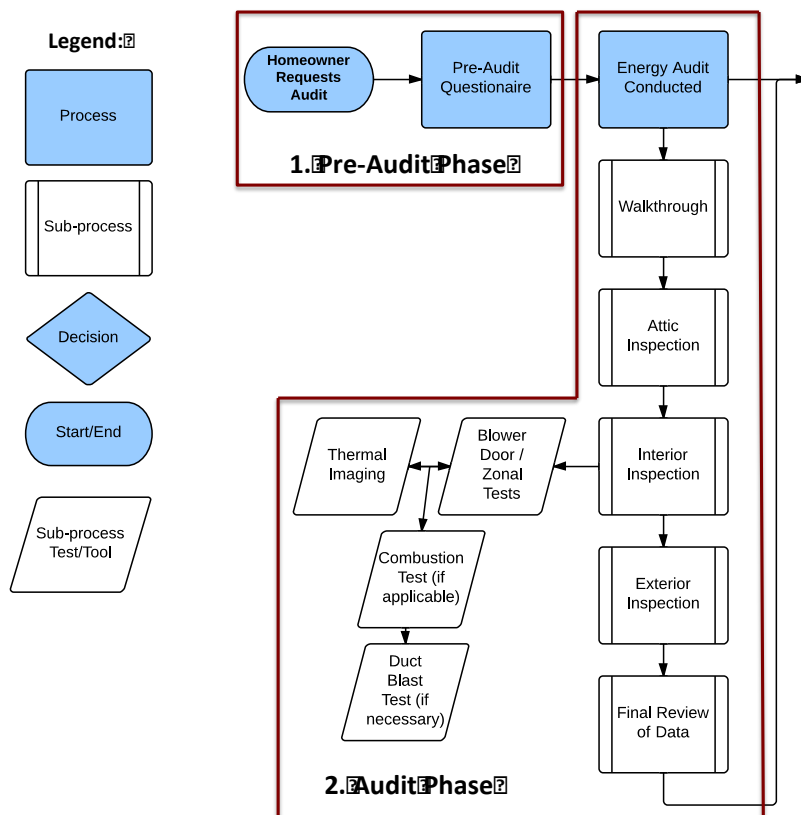 Legend:
Process
Sub-process
Decision
Start/End
Sub-process
Test/Tool
Homeowner
Requests
Audit
Pre-Audit
Questionaire
1. Pre-Audit Phase
Energy Audit
Conducted
Walkthrough
Attic
Inspection
Interior
Inspection
Blower
Door /
Zonal
Tests
Thermal
Imaging
Combustion
Test (if
applicable)
Duct
Blast
Test (if
necessary)
Exterior
Inspection
Final Review
of Data
2. Audit Phase